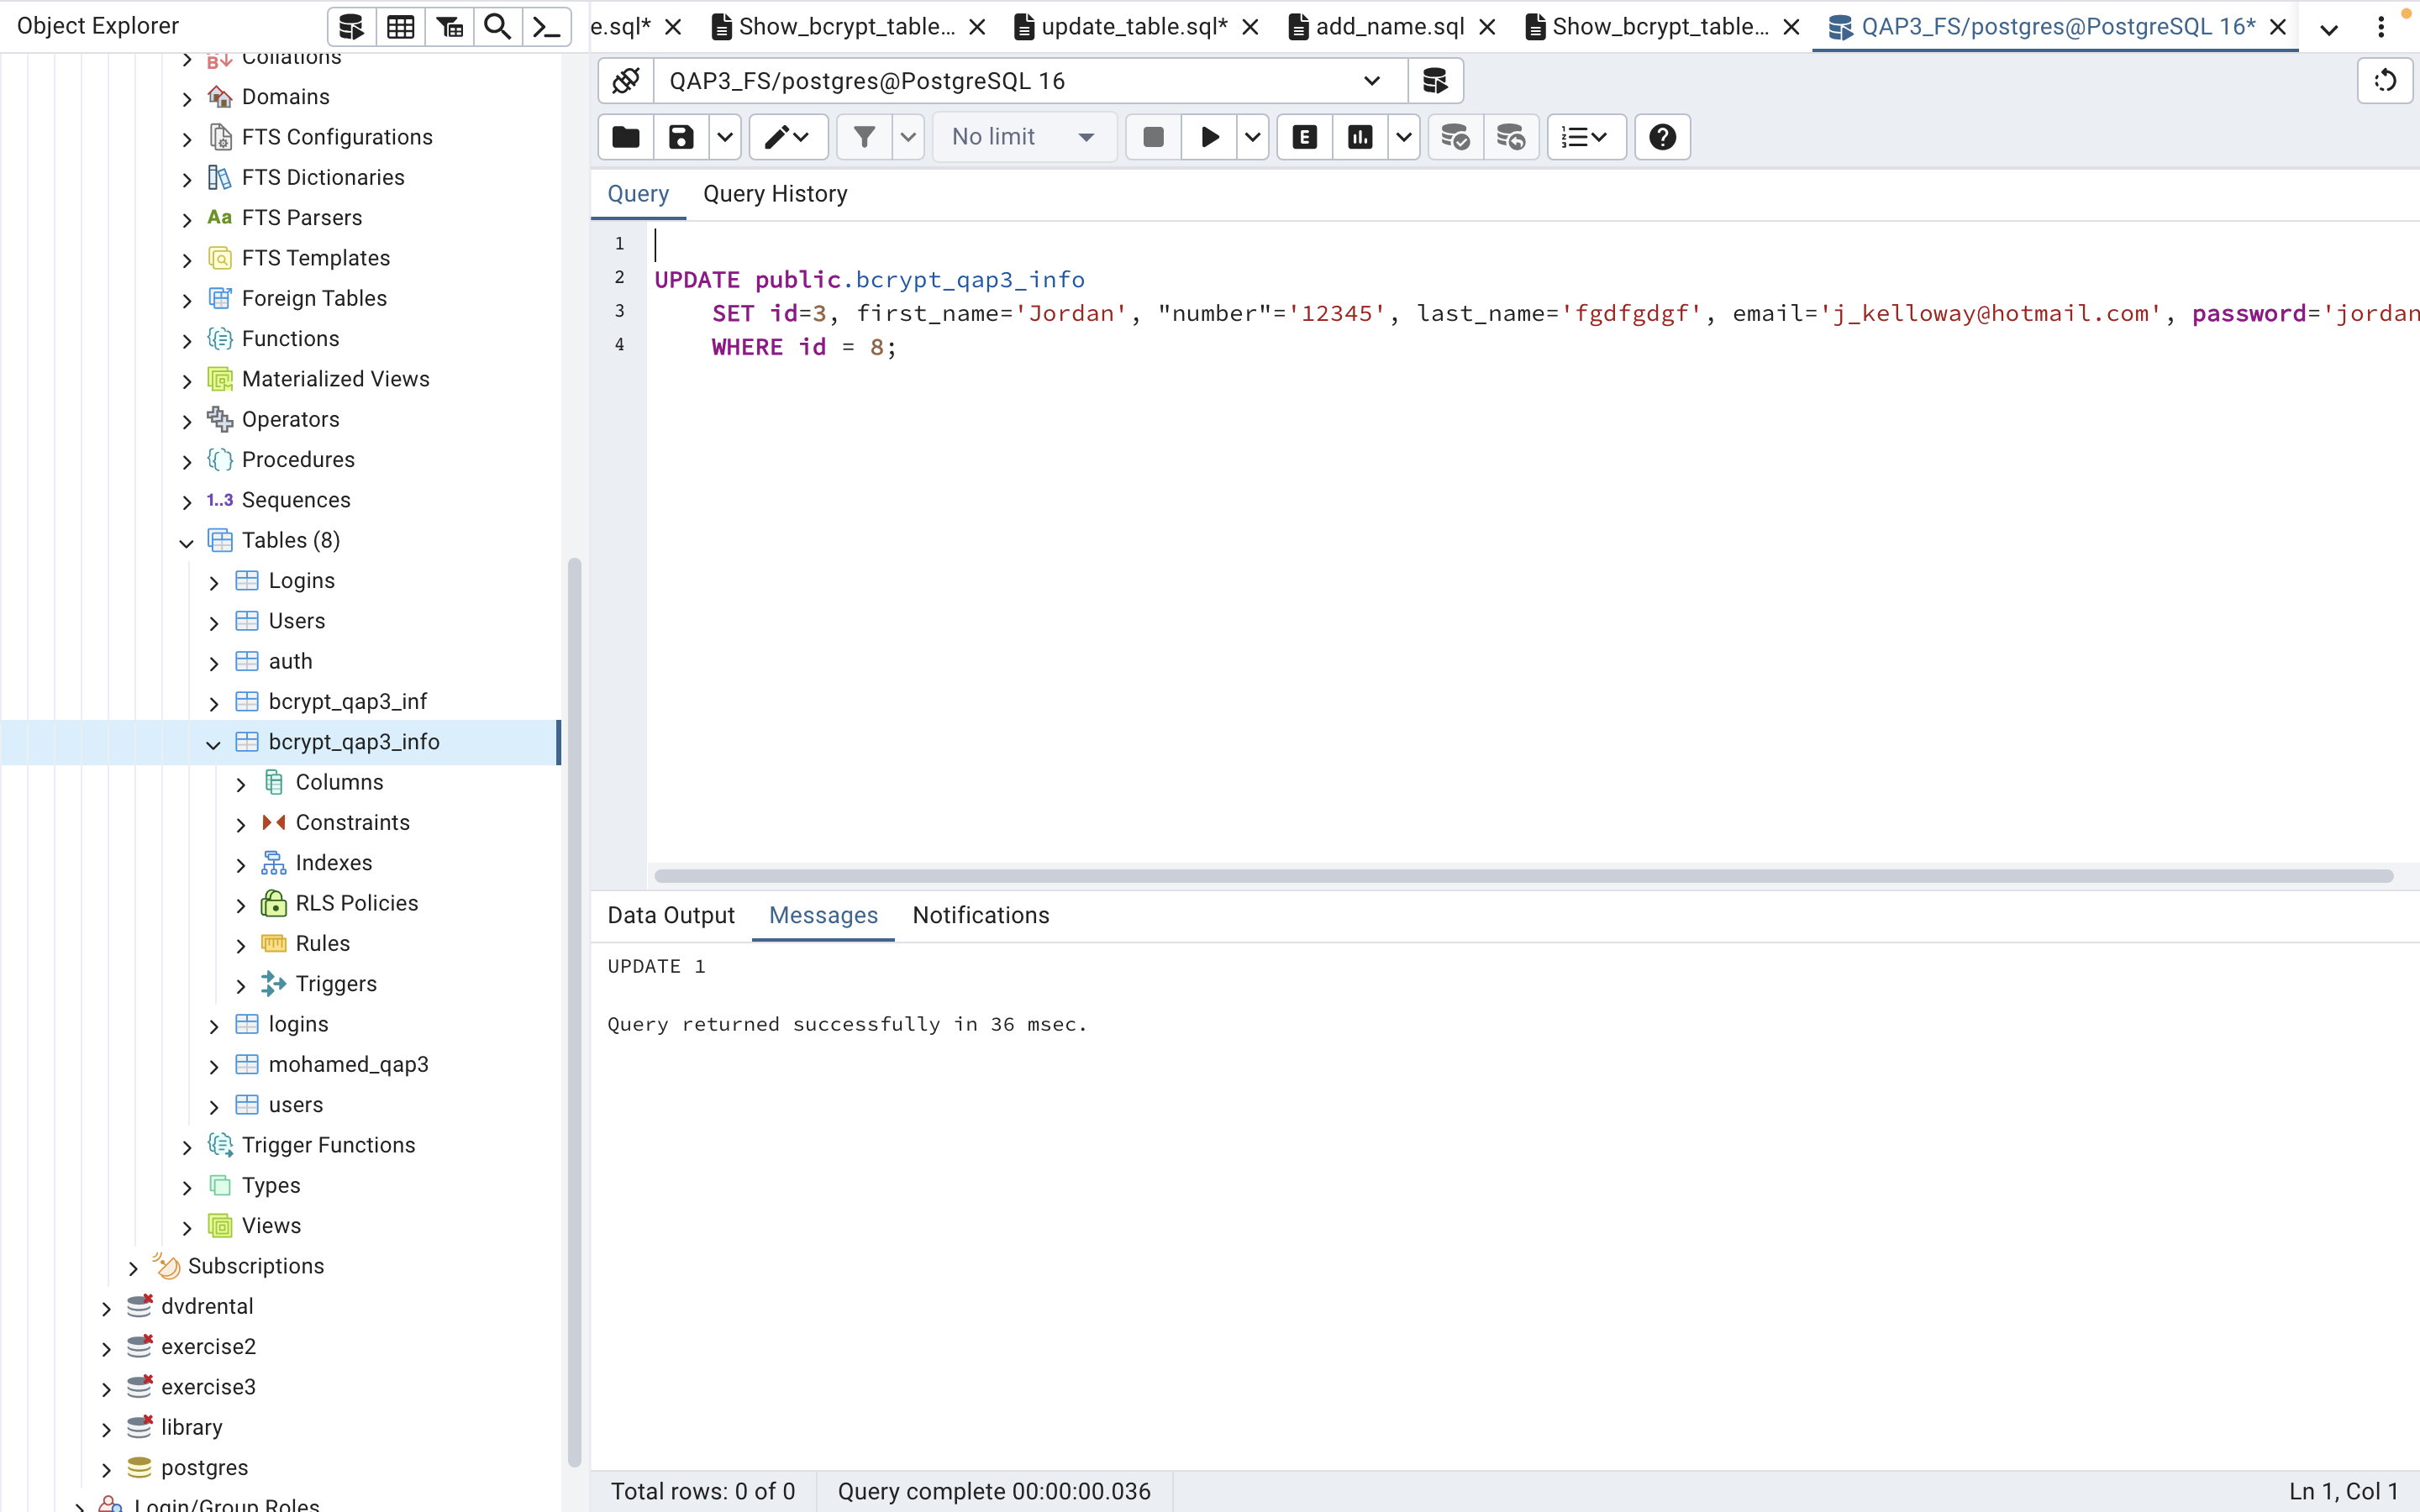 Object Explorer
e.sql*
Show_bcrypt_table...
update_table.sql*
add_name.sql
Show_bcrypt_table...
QAP3_FS/postgres@PostgreSQL 16*
QAP3_FS/postgres@PostgreSQL 16
No limit
E
Query
Query History
1
2 UPDATE public.bcrypt_qap3_info
3 SET id=3, first_name='Jordan', "number"='12345', last_name='fgdfgdgf', email='j_kelloway@hotmail.com', password='jordan
4 WHERE id = 8;
Collations
Domains
FTS Configurations
FTS Dictionaries
Aa FTS Parsers
FTS Templates
Foreign Tables
Functions
Materialized Views
Operators
Procedures
1..3 Sequences
Tables (8)
Logins
Users
auth
bcrypt_qap3_inf
bcrypt_qap3_info
Columns
Constraints
Indexes
RLS Policies
Rules
Triggers
logins
mohamed_qap3
users
Trigger Functions
Types
Views
Subscriptions
dvdrental
exercise2
exercise3
library
postgres
Login/Group Roles
Data Output
Messages
Notifications
UPDATE 1
Query returned successfully in 36 msec.
Total rows: 0 of 0
Query complete 00:00:00.036
Ln 1, Col 1